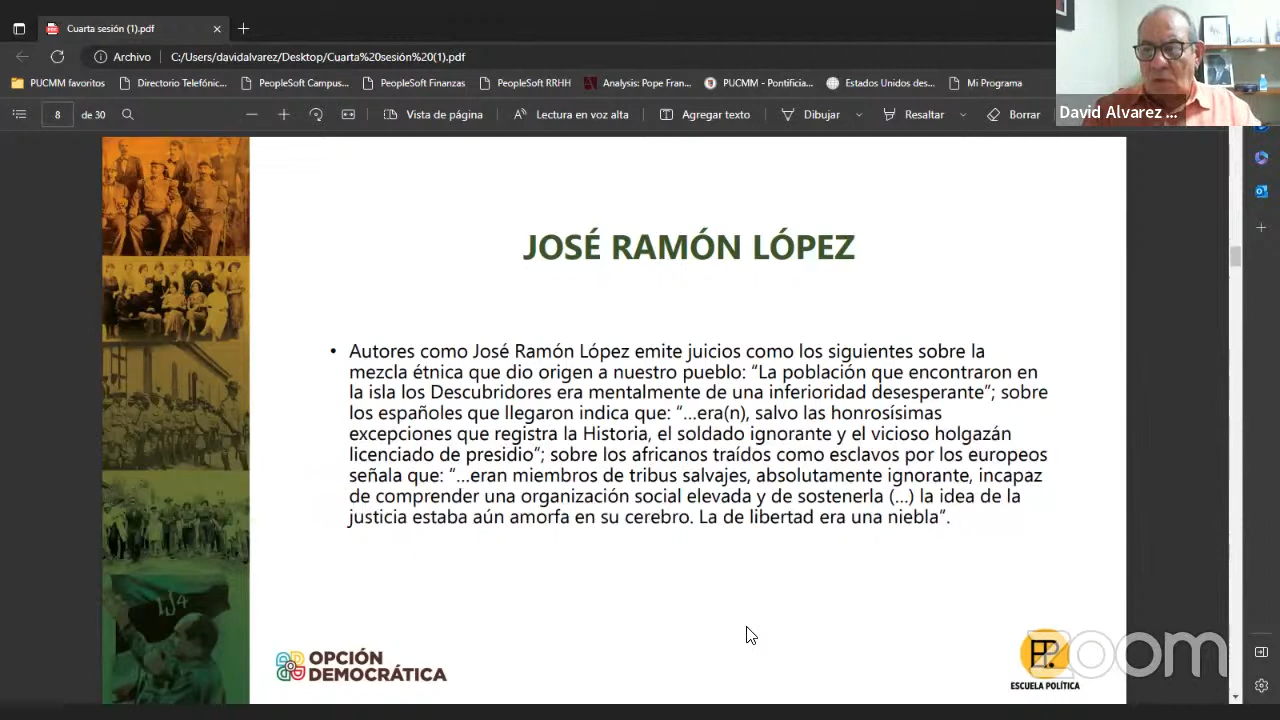 Cuarta sesión (1).pdf
Archivo
C:/Users/davidalvarez/Desktop/Cuarta%20sesión%20(1).pdf
PUCMM favoritos
Directorio Telefónic...
PeopleSoft Campus...
PeopleSoft Finanzas
PeopleSoft RRHH
Analysis: Pope Fran...
PUCMM - Pontificia...
Estados Unidos des...
Mi Programa
8 de 30
Vista de página
Lectura en voz alta
Agregar texto
Dibujar
Resaltar
Borrar
David Alvarez ...
JOSÉ RAMÓN LÓPEZ
• Autores como José Ramón López emite juicios como los siguientes sobre la
mezcla étnica que dio origen a nuestro pueblo: “La población que encontraron en
la isla los Descubridores era mentalmente de una inferioridad desesperante”; sobre
los españoles que llegaron indica que: “...era(n), salvo las honrosísimas
excepciones que registra la Historia, el soldado ignorante y el vicioso holgazán
licenciado de presidio”; sobre los africanos traídos como esclavos por los europeos
señala que: “...eran miembros de tribus salvajes, absolutamente ignorante, incapaz
de comprender una organización social elevada y de sostenerla (...) la idea de la
justicia estaba aún amorfa en su cerebro. La de libertad era una niebla”.
1J4
OPCIÓN
DEMOCRÁTICA
EP.
ESCUELA POLÍTICA
zoom